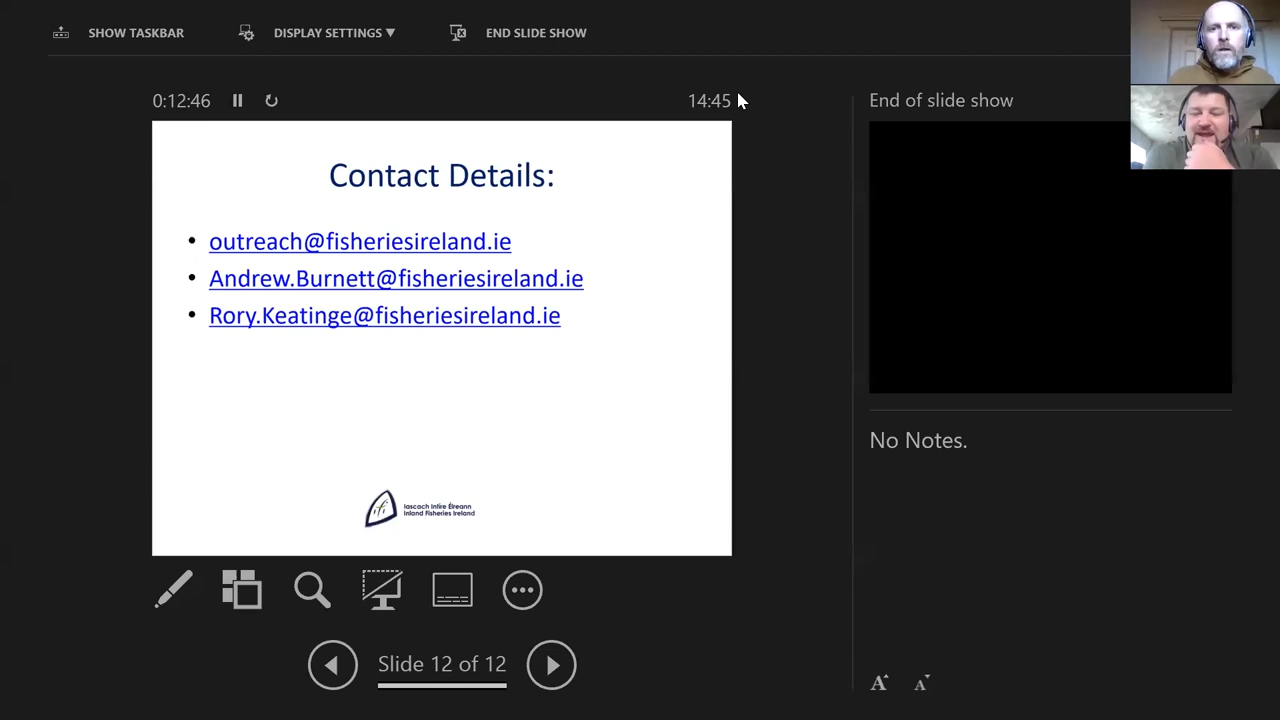 SHOW TASKBAR
DISPLAY SETTINGS ▼
END SLIDE SHOW
0:12:46
14:45
End of slide show
Contact Details:
• outreach@fisheriesireland.ie
• Andrew.Burnett@fisheriesireland.ie
• Rory.Keatinge@fisheriesireland.ie
ifi
Iascach Intíre Éireann
Inland Fisheries Ireland
No Notes.
Slide 12 of 12
A A